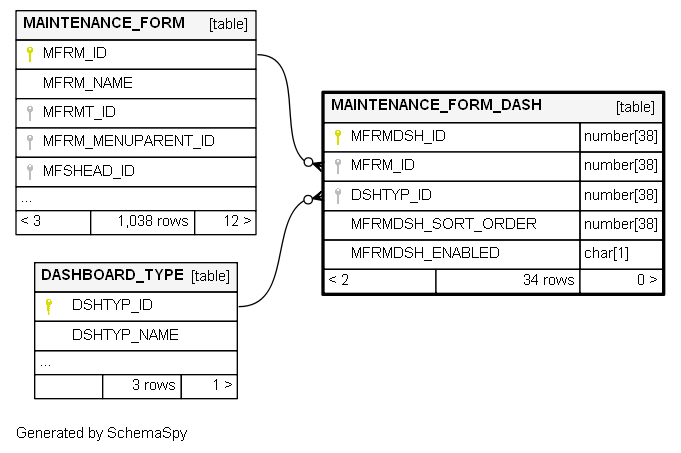 MAINTENANCE_FORM [table]
MFRM_ID
MFRM_NAME
MFRMT_ID
MFRM_MENUPARENT_ID
MFSHEAD_ID
...
< 3 1,038 rows 12 >
MAINTENANCE_FORM_DASH [table]
MFRMDSH_ID number[38]
MFRM_ID number[38]
DSHTYP_ID number[38]
MFRMDSH_SORT_ORDER number[38]
MFRMDSH_ENABLED char[1]
< 2 34 rows 0 >
DASHBOARD_TYPE [table]
DSHTYP_ID
DSHTYP_NAME
...
3 rows 1 >
Generated by SchemaSpy